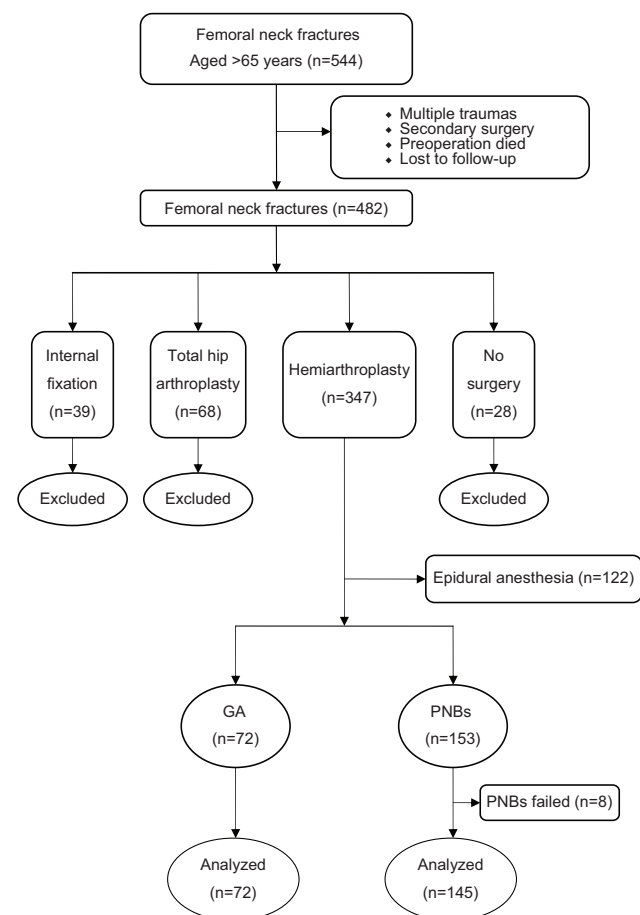 Femoral neck fractures
Aged >65 years (n=544)
◆ Multiple traumas
◆ Secondary surgery
◆ Preoperation died
◆ Lost to follow-up
Femoral neck fractures (n=482)
Internal
fixation
(n=39)
Total hip
arthroplasty
(n=68)
Hemiarthroplasty
(n=347)
No
surgery
(n=28)
Excluded
Excluded
Excluded
Epidural anesthesia (n=122)
GA
(n=72)
PNBs
(n=153)
PNBs failed (n=8)
Analyzed
(n=72)
Analyzed
(n=145)